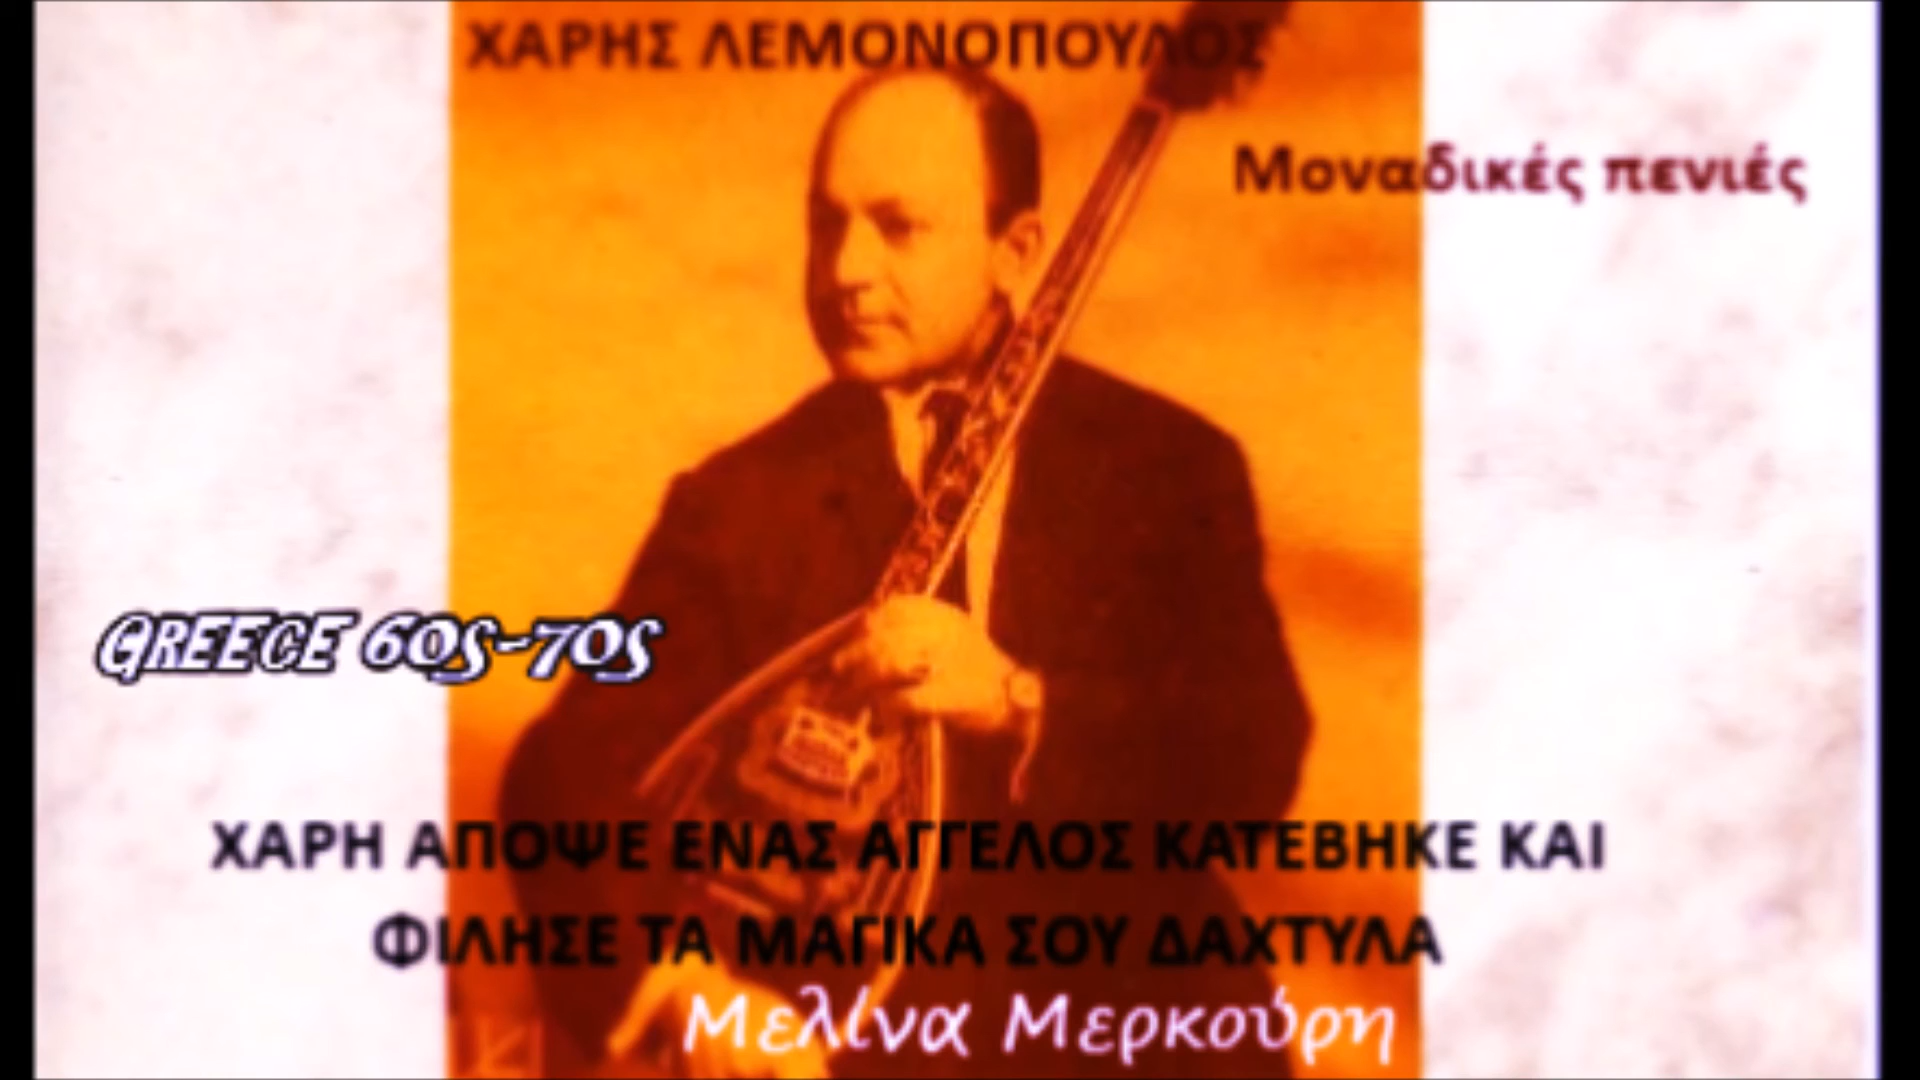 ΧΑΡΗΣ ΛΕΜΟΝΟΠΟΥΛΟΣ
Μοναδικές πενιές
GREECE 60s-70s
ΧΑΡΗ ΑΠΟΨΕ ΕΝΑΣ ΑΓΓΕΛΟΣ ΚΑΤΕΒΗΚΕ ΚΑΙ
ΦΙΛΗΣΕ ΤΑ ΜΑΓΙΚΑ ΣΟΥ ΔΑΧΤΥΛΑ
Μελίνα Μερκούρη